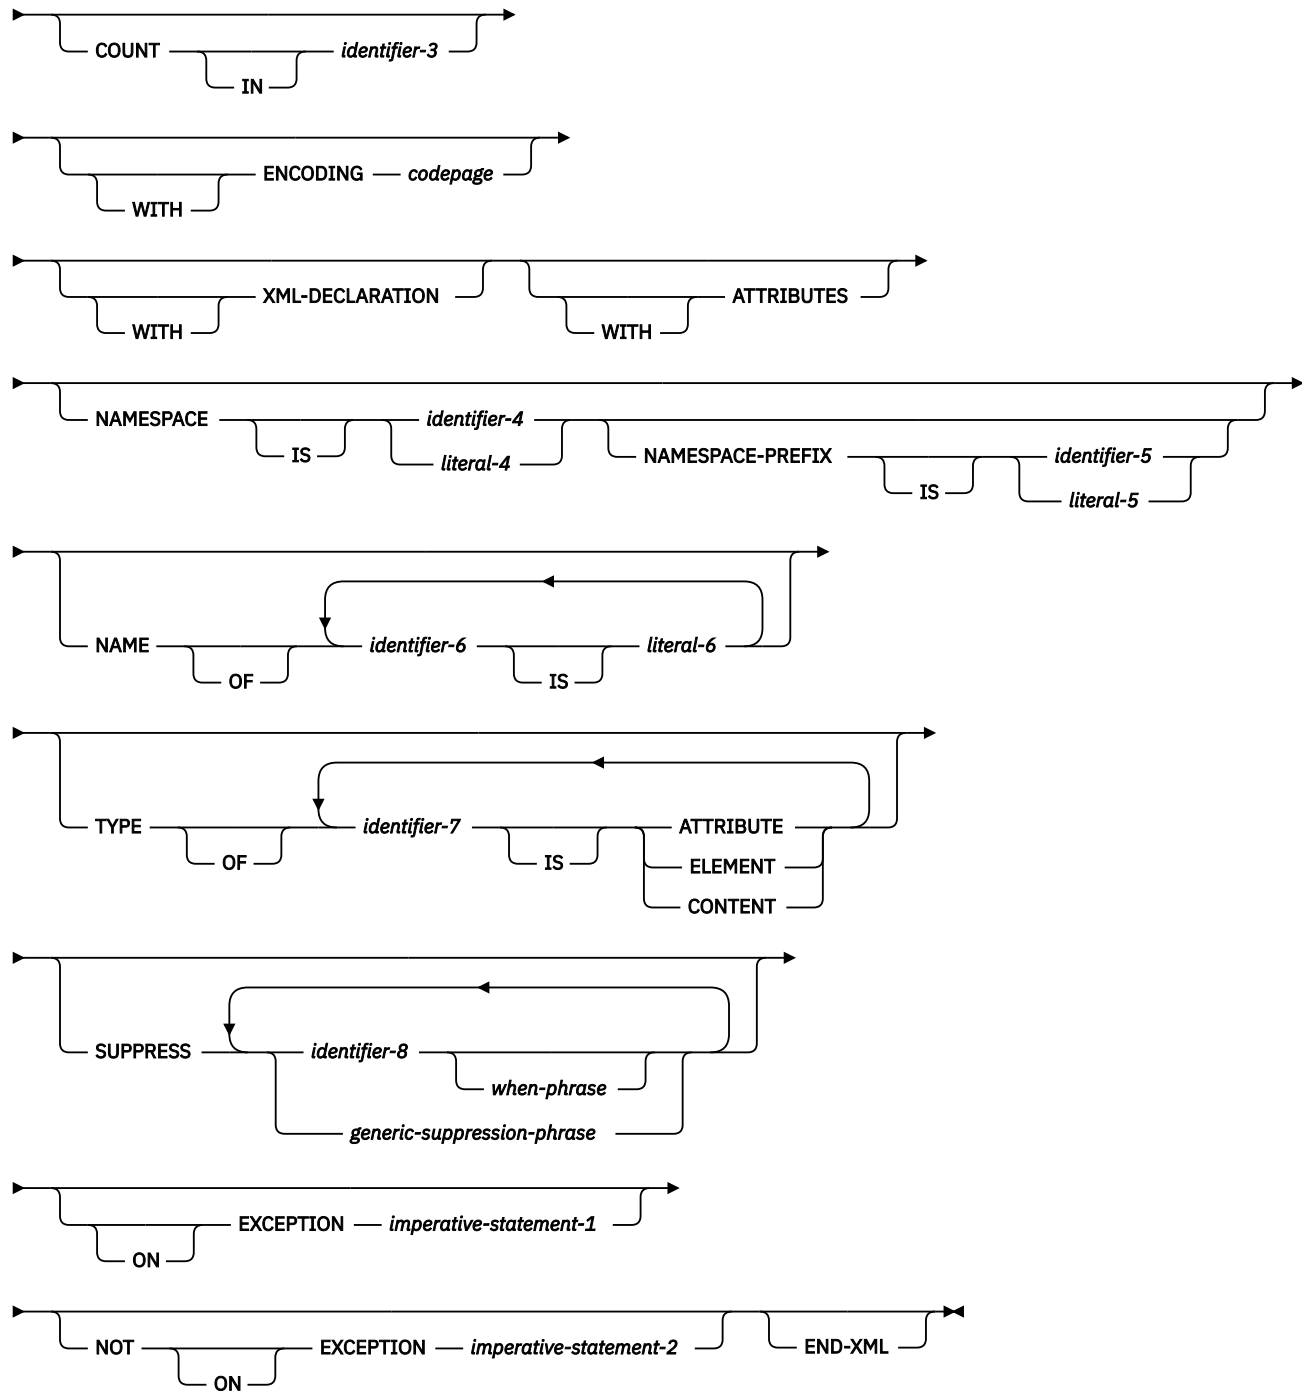 COUNT identifier-3
IN
ENCODING codepage
WITH
XML-DECLARATION ATTRIBUTES
WITH WITH
NAMESPACE identifier-4
IS literal-4 NAMESPACE-PREFIX identifier-5
IS literal-5
NAME identifier-6 literal-6
OF IS
TYPE identifier-7 ATTRIBUTE
OF IS ELEMENT
CONTENT
SUPPRESS identifier-8
when-phrase
generic-suppression-phrase
EXCEPTION imperative-statement-1
ON
NOT EXCEPTION imperative-statement-2 END-XML
ON